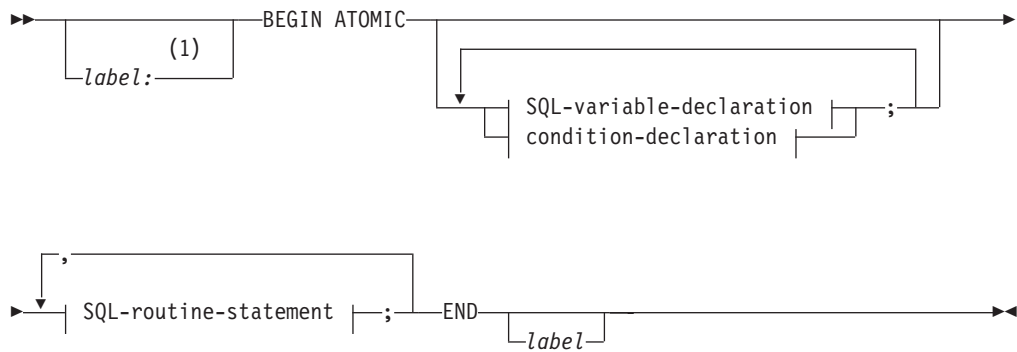 BEGIN ATOMIC
(1)
label:
SQL-variable-declaration ;
condition-declaration
,
SQL-routine-statement ; END
label